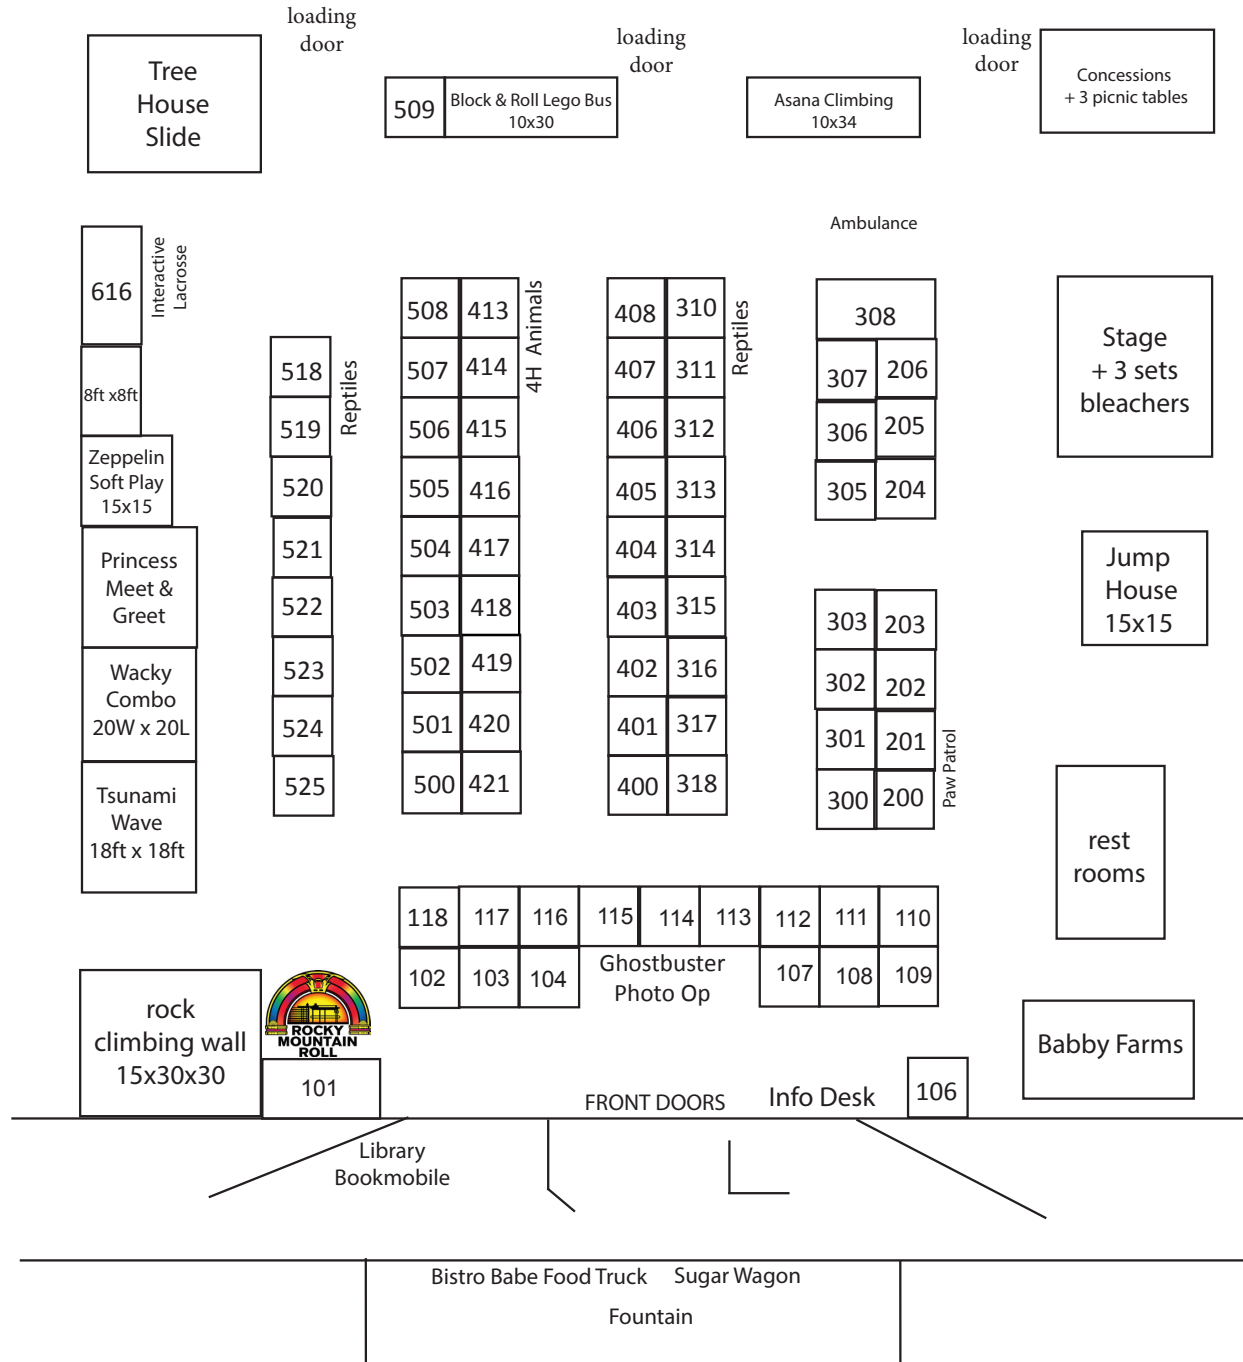 loading
door
loading
door
loading
door
Tree
House
Slide
509
Block & Roll Lego Bus
10x30
Asana Climbing
10x34
Concessions
+ 3 picnic tables
Ambulance
616
Interactive
Lacrosse
8ft x8ft
Zeppelin
Soft Play
15x15
Princess
Meet &
Greet
Wacky
Combo
20W x 20L
Tsunami
Wave
18ft x 18ft
518
519
520
521
522
523
524
525
Reptiles
508 413
507 414
506 415
505 416
504 417
503 418
502 419
501 420
500 421
4H Animals
408 310
407 311
406 312
405 313
404 314
403 315
402 316
401 317
400 318
Reptiles
308
307 206
306 205
305 204
303 203
302 202
301 201
300 200
Paw Patrol
Stage
+ 3 sets
bleachers
Jump
House
15x15
rest
rooms
118 117 116 115 114 113 112 111 110
102 103 104
Ghostbuster
Photo Op
107 108 109
rock
climbing wall
15x30x30
ROCKY
MOUNTAIN
ROLL
101
Babby Farms
FRONT DOORS
Info Desk
106
Library
Bookmobile
Bistro Babe Food Truck
Sugar Wagon
Fountain